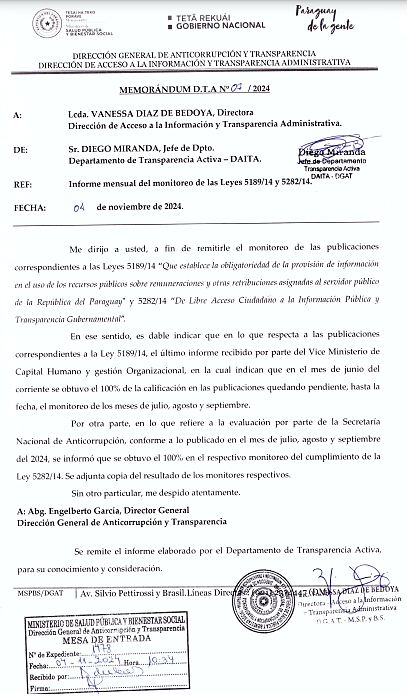 TESÃI HA TEKO
PORÃVE
Ministerio de
SALUD PÚBLICA
Y BIENESTAR SOCIAL
TETÃ REKUÁI
GOBIERNO NACIONAL
Paraguay
de la gente
DIRECCIÓN GENERAL DE ANTICORRUPCIÓN Y TRANSPARENCIA
DIRECCIÓN DE ACCESO A LA INFORMACIÓN Y TRANSPARENCIA ADMINISTRATIVA
MEMORÁNDUM D.T.A Nº 07 / 2024
A: Lcda. VANESSA DIAZ DE BEDOYA, Directora
Dirección de Acceso a la Información y Transparencia Administrativa.
DE: Sr. DIEGO MIRANDA, Jefe de Dpto.
Departamento de Transparencia Activa – DAITA.
Diego Miranda
Jefe de Departamento
Transparencia Activa
DAITA - DGAT
REF: Informe mensual del monitoreo de las Leyes 5189/14 y 5282/14.
FECHA: 04 de noviembre de 2024.
Me dirijo a usted, a fin de remitirle el monitoreo de las publicaciones
correspondientes a las Leyes 5189/14 “Que establece la obligatoriedad de la provisión de información
en el uso de los recursos públicos sobre remuneraciones y otras retribuciones asignadas al servidor público
de la República del Paraguay” y 5282/14 “De Libre Acceso Ciudadano a la Información Pública y
Transparencia Gubernamental”.
En ese sentido, es dable indicar que en lo que respecta a las publicaciones
correspondientes a la Ley 5189/14, el último informe recibido por parte del Vice Ministerio de
Capital Humano y gestión Organizacional, en la cual indican que en el mes de junio del
corriente se obtuvo el 100% de la calificación en las publicaciones quedando pendiente, hasta la
fecha, el monitoreo de los meses de julio, agosto y septiembre.
Por otra parte, en lo que refiere a la evaluación por parte de la Secretaría
Nacional de Anticorrupción, conforme a lo publicado en el mes de julio, agosto y septiembre
del 2024, se informó que se obtuvo el 100% en el respectivo monitoreo del cumplimiento de la
Ley 5282/14. Se adjunta copia del resultado de los monitores respectivos.
Sin otro particular, me despido atentamente.
A: Abg. Engelberto García, Director General
Dirección General de Anticorrupción y Transparencia
Se remite el informe elaborado por el Departamento de Transparencia Activa,
para su conocimiento y consideración.
MSPBS/DGAT | Av. Silvio Pettirossi y Brasil. Líneas Directas
DIAZ DE BEDOYA
Directora - Acceso a la Información
y Transparencia Administrativa
D.G.A.T. - M.S.P. y B.S.
MINISTERIO DE SALUD PÚBLICA Y BIENESTAR SOCIAL
Dirección General de Anticorrupción y Transparencia
MESA DE ENTRADA
Nº de Expediente: 1978
Fecha: 07-11-2024 Hora: 10:34
Recibido por:
Firma: